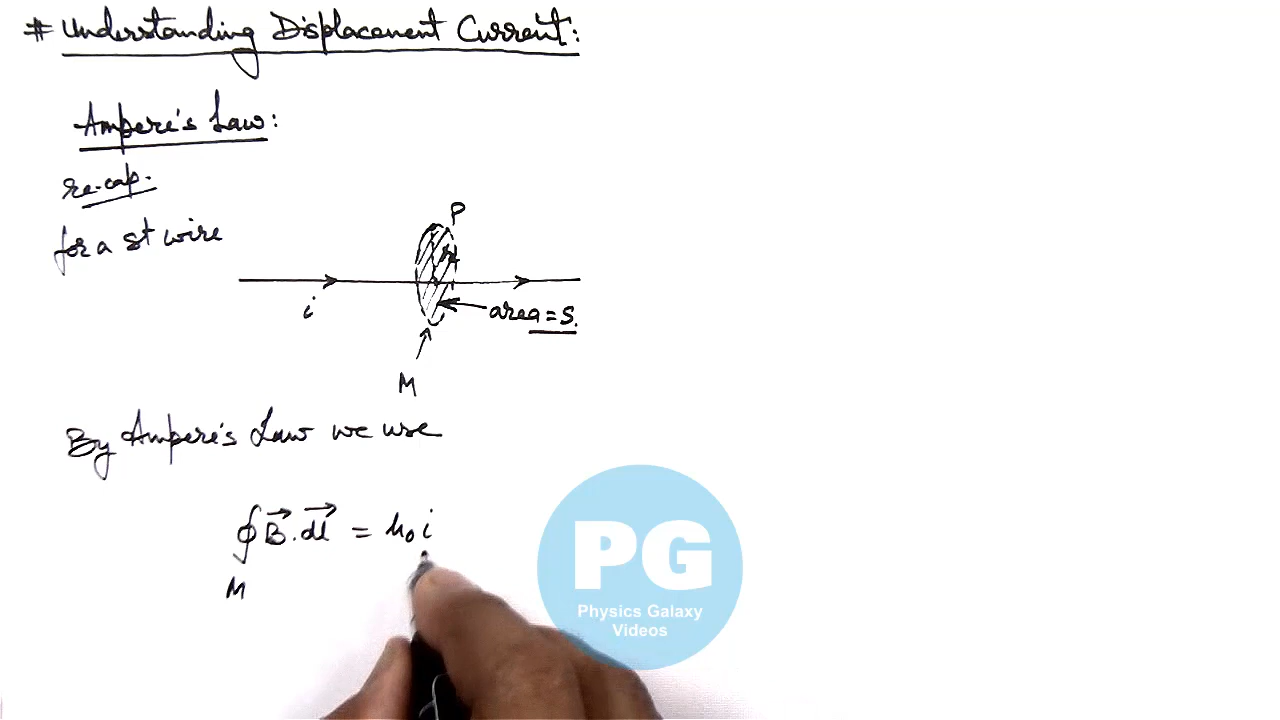 # Understanding Displacement Current:
Ampere's Law:
re-cap.
for a st wire
P
r
i
area = S.
M
By Ampere's Law we use
∮B⃗.dl⃗ = μ₀i
M
PG
Physics Galaxy
Videos